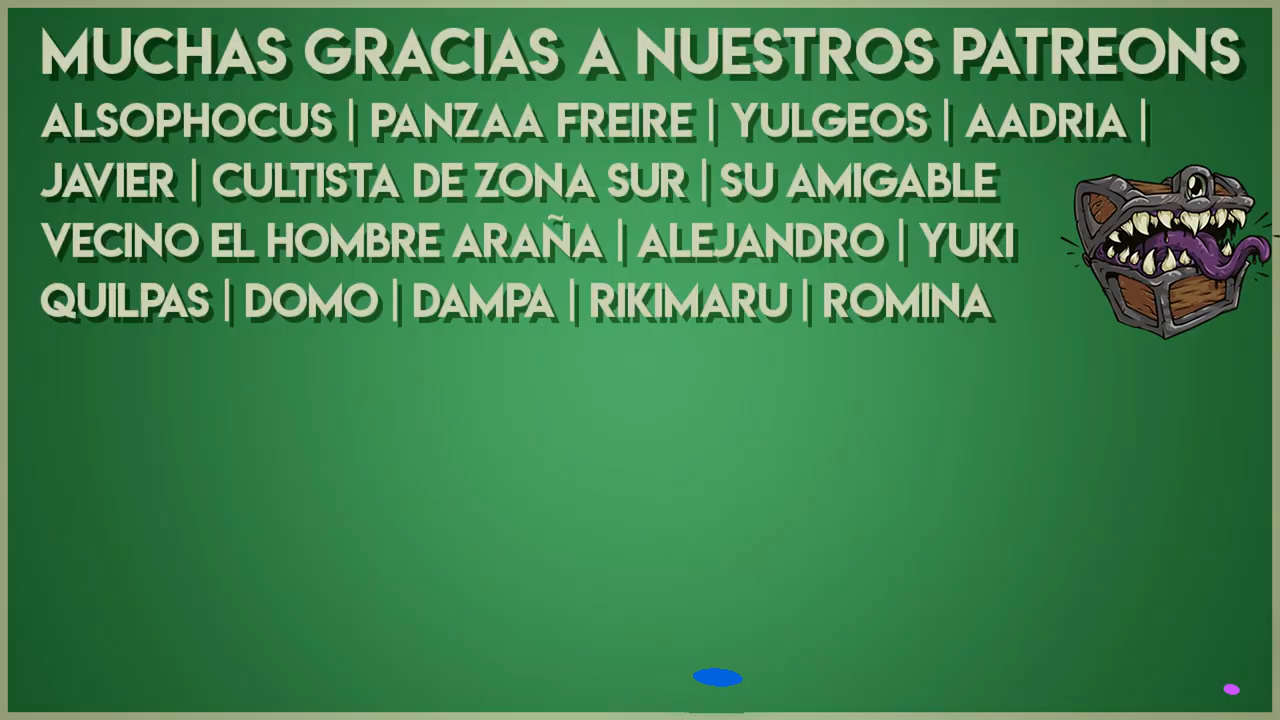 MUCHAS GRACIAS A NUESTROS PATREONS
ALSOPHOCUS | PANZAA FREIRE | YULGEOS | AADRIA |
JAVIER | CULTISTA DE ZONA SUR | SU AMIGABLE
VECINO EL HOMBRE ARAÑA | ALEJANDRO | YUKI
QUILPAS | DOMO | DAMPA | RIKIMARU | ROMINA